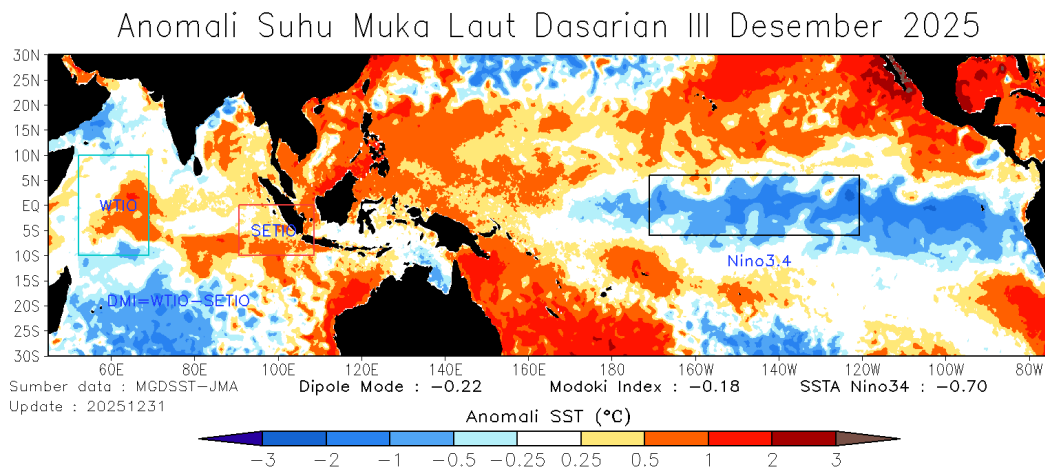 Anomali Suhu Muka Laut Dasarian III Desember 2025
30N
25N
20N
15N
10N
5N
EQ
5S
10S
15S
20S
25S
30S
WTIO
SETIO
Nino3.4
DMI=WTIO−SETIO
60E 80E 100E 120E 140E 160E 180 160W 140W 120W 100W 80W
Sumber data : MGDSST−JMA Dipole Mode : −0.22 Modoki Index : −0.18 SSTA Nino34 : −0.70
Update : 20251231
Anomali SST (°C)
−3 −2 −1 −0.5 −0.25 0.25 0.5 1 2 3